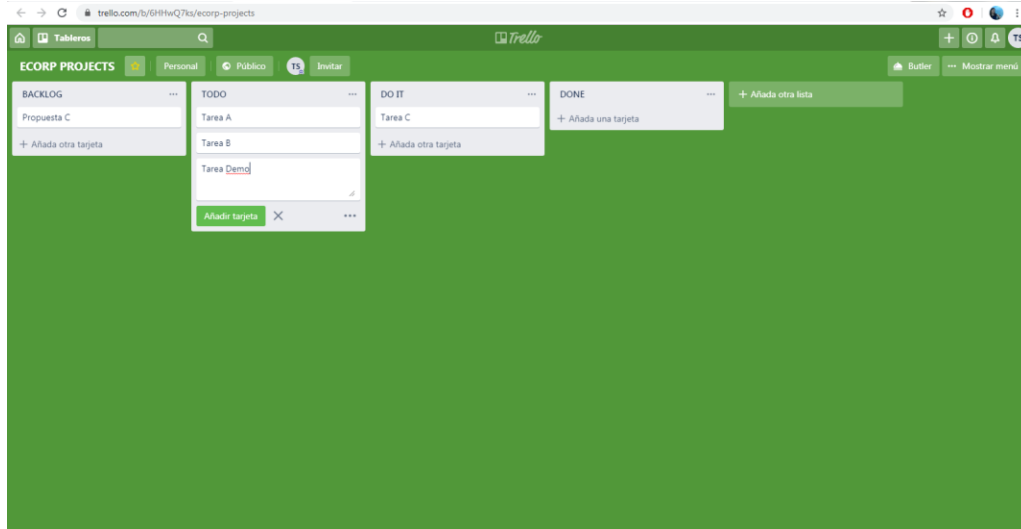 trello.com/b/6HHwQ7ks/ecorp-projects
Tableros
Trello
TS
ECORP PROJECTS
Personal
Público
TS
Invitar
Butler
Mostrar menú
BACKLOG
Propuesta C
+ Añada otra tarjeta
TODO
Tarea A
Tarea B
Tarea Demo
Añadir tarjeta
DO IT
Tarea C
+ Añada otra tarjeta
DONE
+ Añada una tarjeta
+ Añada otra lista